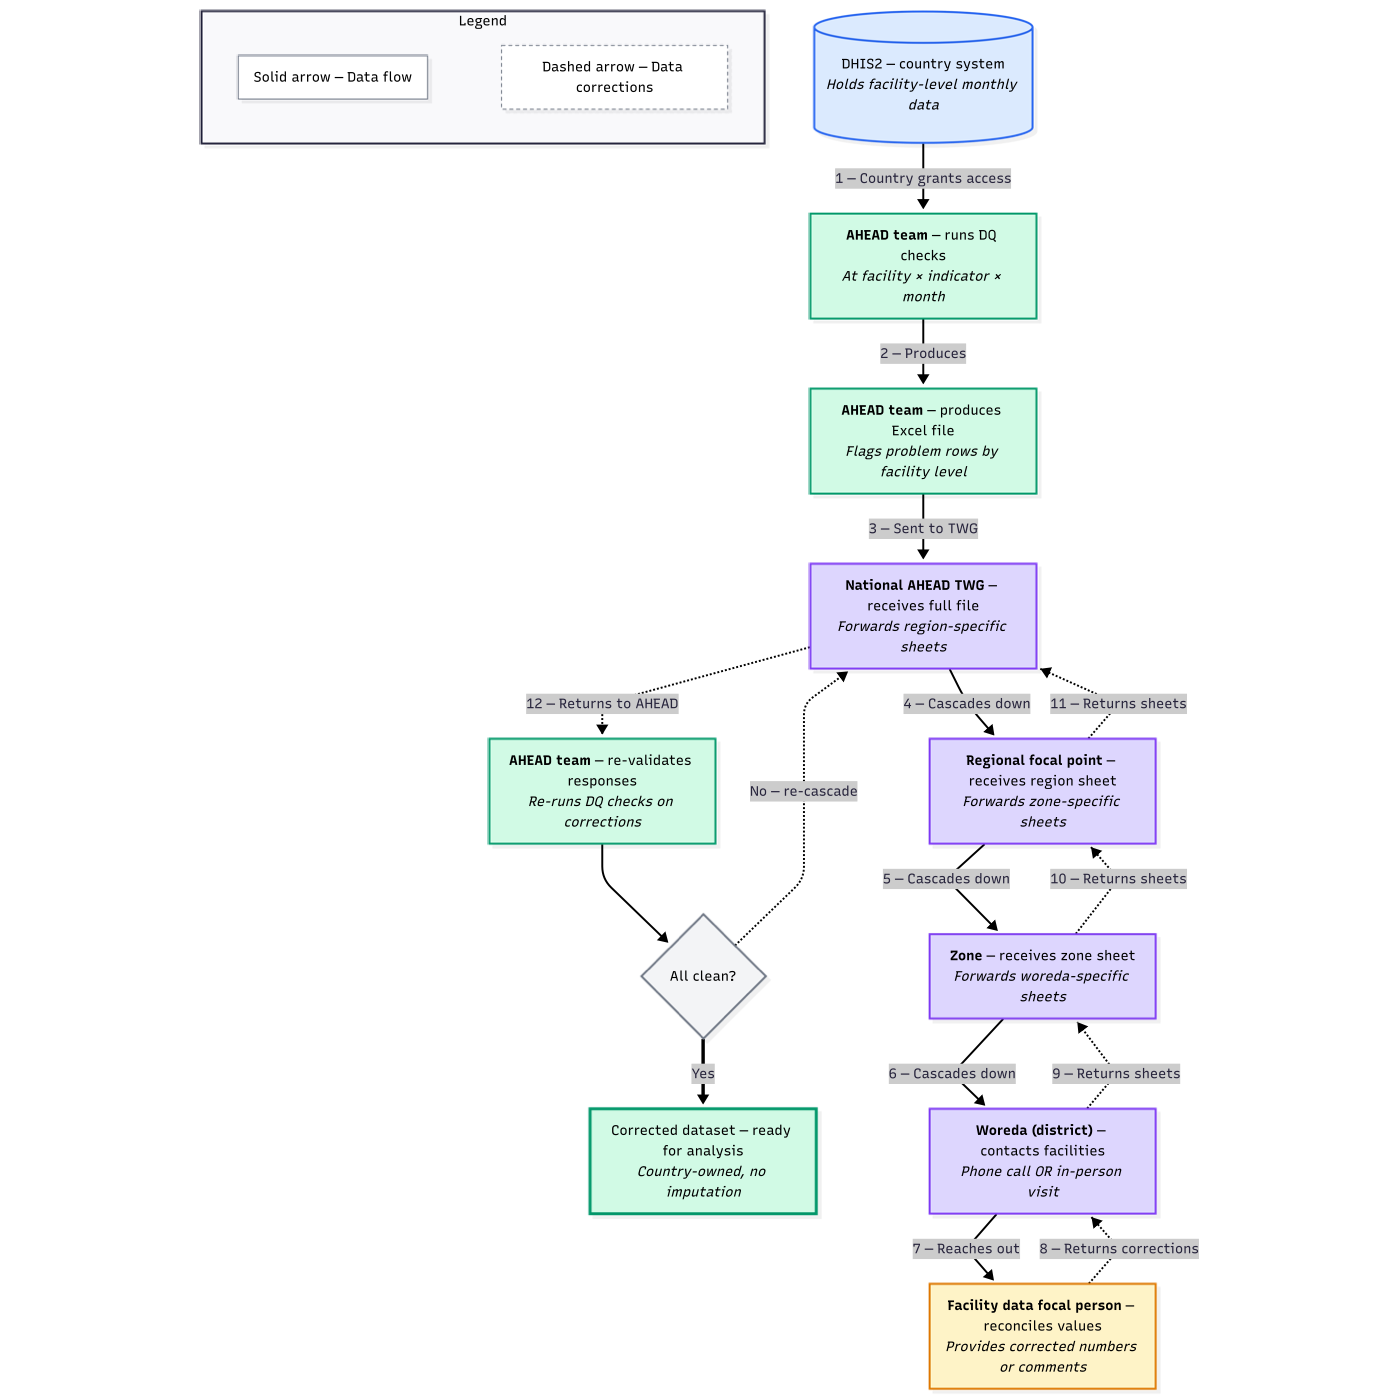 Legend
Solid arrow – Data flow
Dashed arrow – Data
corrections
DHIS2 – country system
Holds facility-level monthly
data
1 – Country grants access
AHEAD team – runs DQ
checks
At facility × indicator ×
month
2 – Produces
AHEAD team – produces
Excel file
Flags problem rows by
facility level
3 – Sent to TWG
National AHEAD TWG –
receives full file
Forwards region-specific
sheets
12 – Returns to AHEAD
4 – Cascades down
11 – Returns sheets
AHEAD team – re-validates
responses
Re-runs DQ checks on
corrections
No – re-cascade
Regional focal point –
receives region sheet
Forwards zone-specific
sheets
5 – Cascades down
10 – Returns sheets
All clean?
Zone – receives zone sheet
Forwards woreda-specific
sheets
Yes
6 – Cascades down
9 – Returns sheets
Corrected dataset – ready
for analysis
Country-owned, no
imputation
Woreda (district) –
contacts facilities
Phone call OR in-person
visit
7 – Reaches out
8 – Returns corrections
Facility data focal person –
reconciles values
Provides corrected numbers
or comments